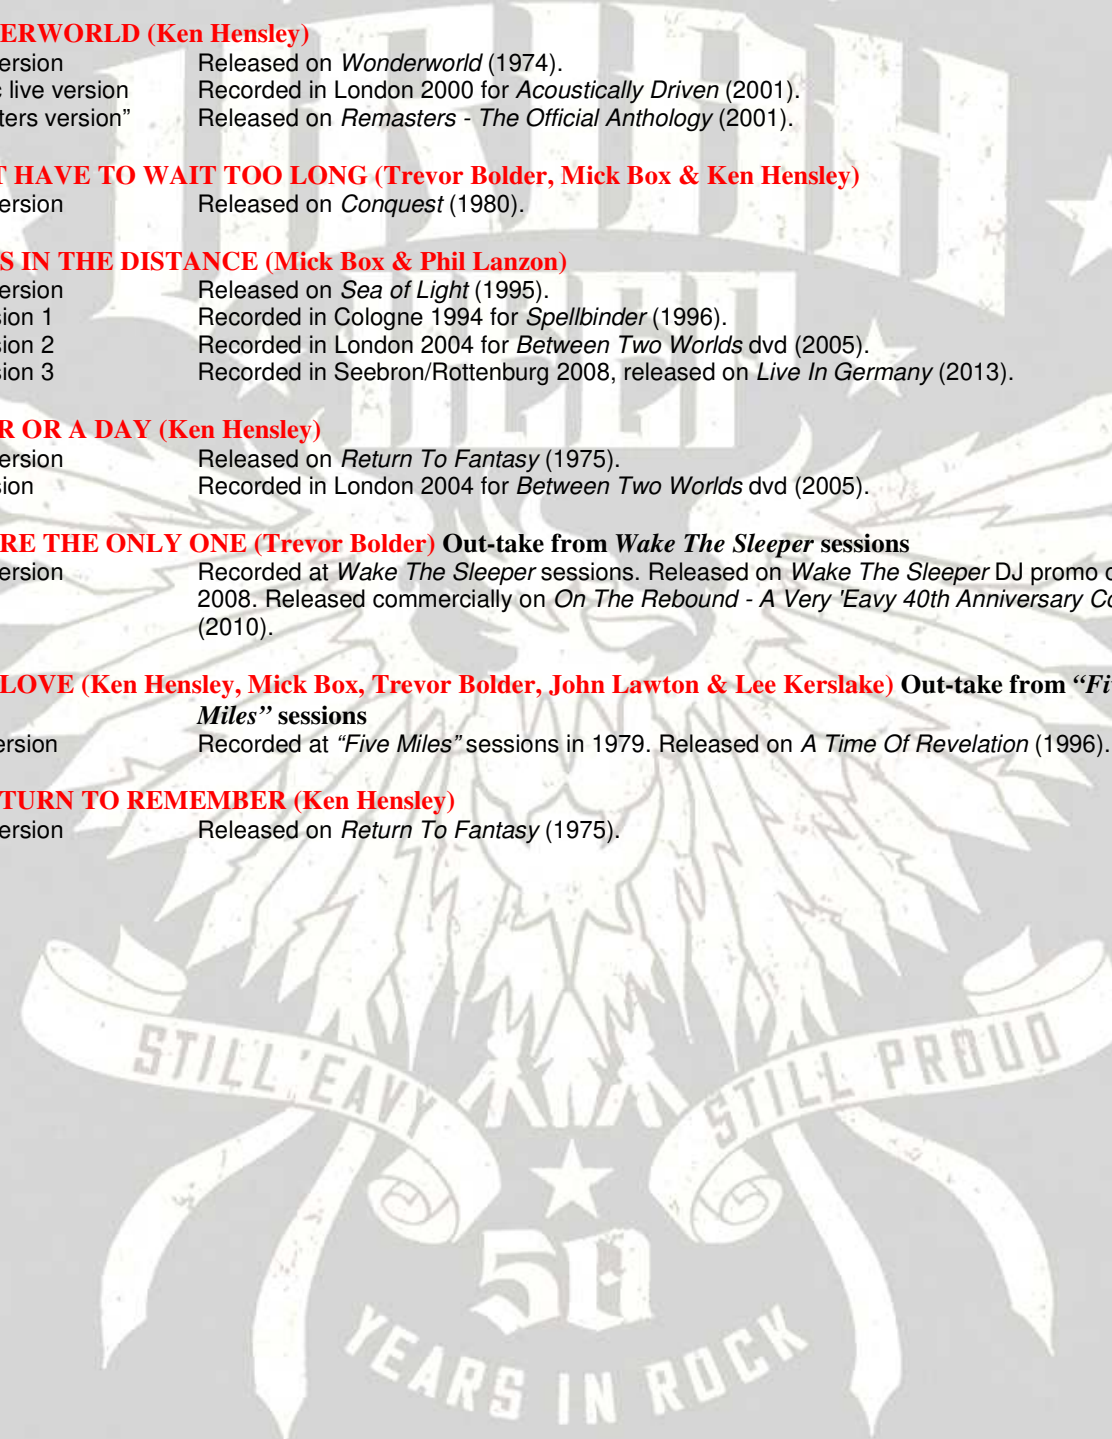 ERWORLD (Ken Hensley)
ersion Released on Wonderworld (1974).
c live version Recorded in London 2000 for Acoustically Driven (2001).
ters version” Released on Remasters - The Official Anthology (2001).
T HAVE TO WAIT TOO LONG (Trevor Bolder, Mick Box & Ken Hensley)
ersion Released on Conquest (1980).
S IN THE DISTANCE (Mick Box & Phil Lanzon)
ersion Released on Sea of Light (1995).
sion 1 Recorded in Cologne 1994 for Spellbinder (1996).
sion 2 Recorded in London 2004 for Between Two Worlds dvd (2005).
sion 3 Recorded in Seebron/Rottenburg 2008, released on Live In Germany (2013).
R OR A DAY (Ken Hensley)
ersion Released on Return To Fantasy (1975).
sion Recorded in London 2004 for Between Two Worlds dvd (2005).
RE THE ONLY ONE (Trevor Bolder) Out-take from Wake The Sleeper sessions
ersion Recorded at Wake The Sleeper sessions. Released on Wake The Sleeper DJ promo
2008. Released commercially on On The Rebound - A Very 'Eavy 40th Anniversary Co
(2010).
LOVE (Ken Hensley, Mick Box, Trevor Bolder, John Lawton & Lee Kerslake) Out-take from “Fi
Miles” sessions
ersion Recorded at “Five Miles” sessions in 1979. Released on A Time Of Revelation (1996).
TURN TO REMEMBER (Ken Hensley)
ersion Released on Return To Fantasy (1975).
URIAH
HEEP
STILL 'EAVY STILL PROUD
50
YEARS IN ROCK